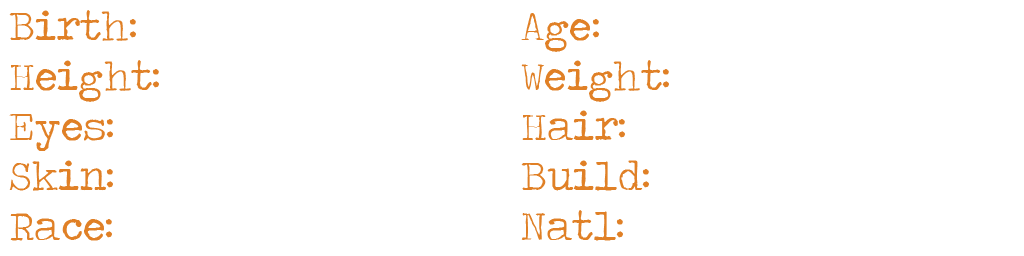 Birth: Age:
Height: Weight:
Eyes: Hair:
Skin: Build:
Race: Natl: